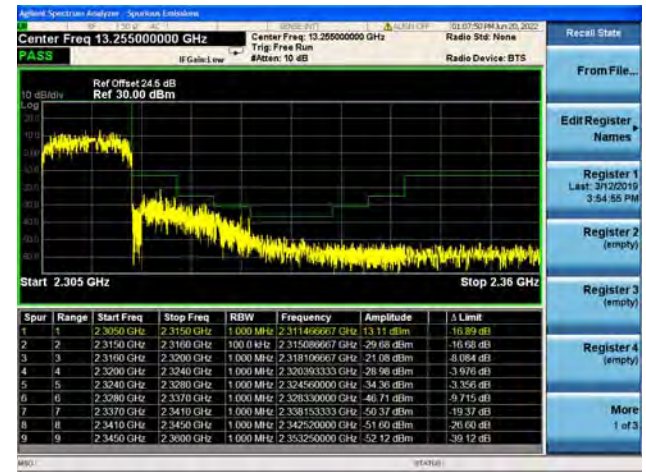 Agilent Spectrum Analyzer - Spurious Emissions
SENSE:INT
ALIGN OFF
01:07:50 PM Jun 20, 2022
Center Freq 13.255000000 GHz
Center Freq: 13.255000000 GHz
Radio Std: None
Trig: Free Run
PASS
IFGain:Low
#Atten: 10 dB
Radio Device: BTS
Ref Offset 24.5 dB
10 dB/div
Ref 30.00 dBm
Log
Start 2.305 GHz
Stop 2.36 GHz
Spur Range Start Freq Stop Freq RBW Frequency Amplitude Δ Limit
1 1 2.3050 GHz 2.3150 GHz 1.000 MHz 2.311466667 GHz 13.11 dBm -16.89 dB
2 2 2.3150 GHz 2.3160 GHz 100.0 kHz 2.315086667 GHz -29.68 dBm -16.68 dB
3 3 2.3160 GHz 2.3200 GHz 1.000 MHz 2.318106667 GHz -21.08 dBm -8.084 dB
4 4 2.3200 GHz 2.3240 GHz 1.000 MHz 2.320393333 GHz -28.98 dBm -3.976 dB
5 5 2.3240 GHz 2.3280 GHz 1.000 MHz 2.324560000 GHz -34.36 dBm -3.356 dB
6 6 2.3280 GHz 2.3370 GHz 1.000 MHz 2.328330000 GHz -46.71 dBm -9.715 dB
7 7 2.3370 GHz 2.3410 GHz 1.000 MHz 2.338153333 GHz -50.37 dBm -19.37 dB
8 8 2.3410 GHz 2.3450 GHz 1.000 MHz 2.342520000 GHz -51.60 dBm -26.60 dB
9 9 2.3450 GHz 2.3600 GHz 1.000 MHz 2.353250000 GHz -52.12 dBm -39.12 dB
MSG
STATUS
Recall State
From File...
Edit Register
Names
Register 1
Last: 3/12/2019
3:54:55 PM
Register 2
(empty)
Register 3
(empty)
Register 4
(empty)
More
1 of 3